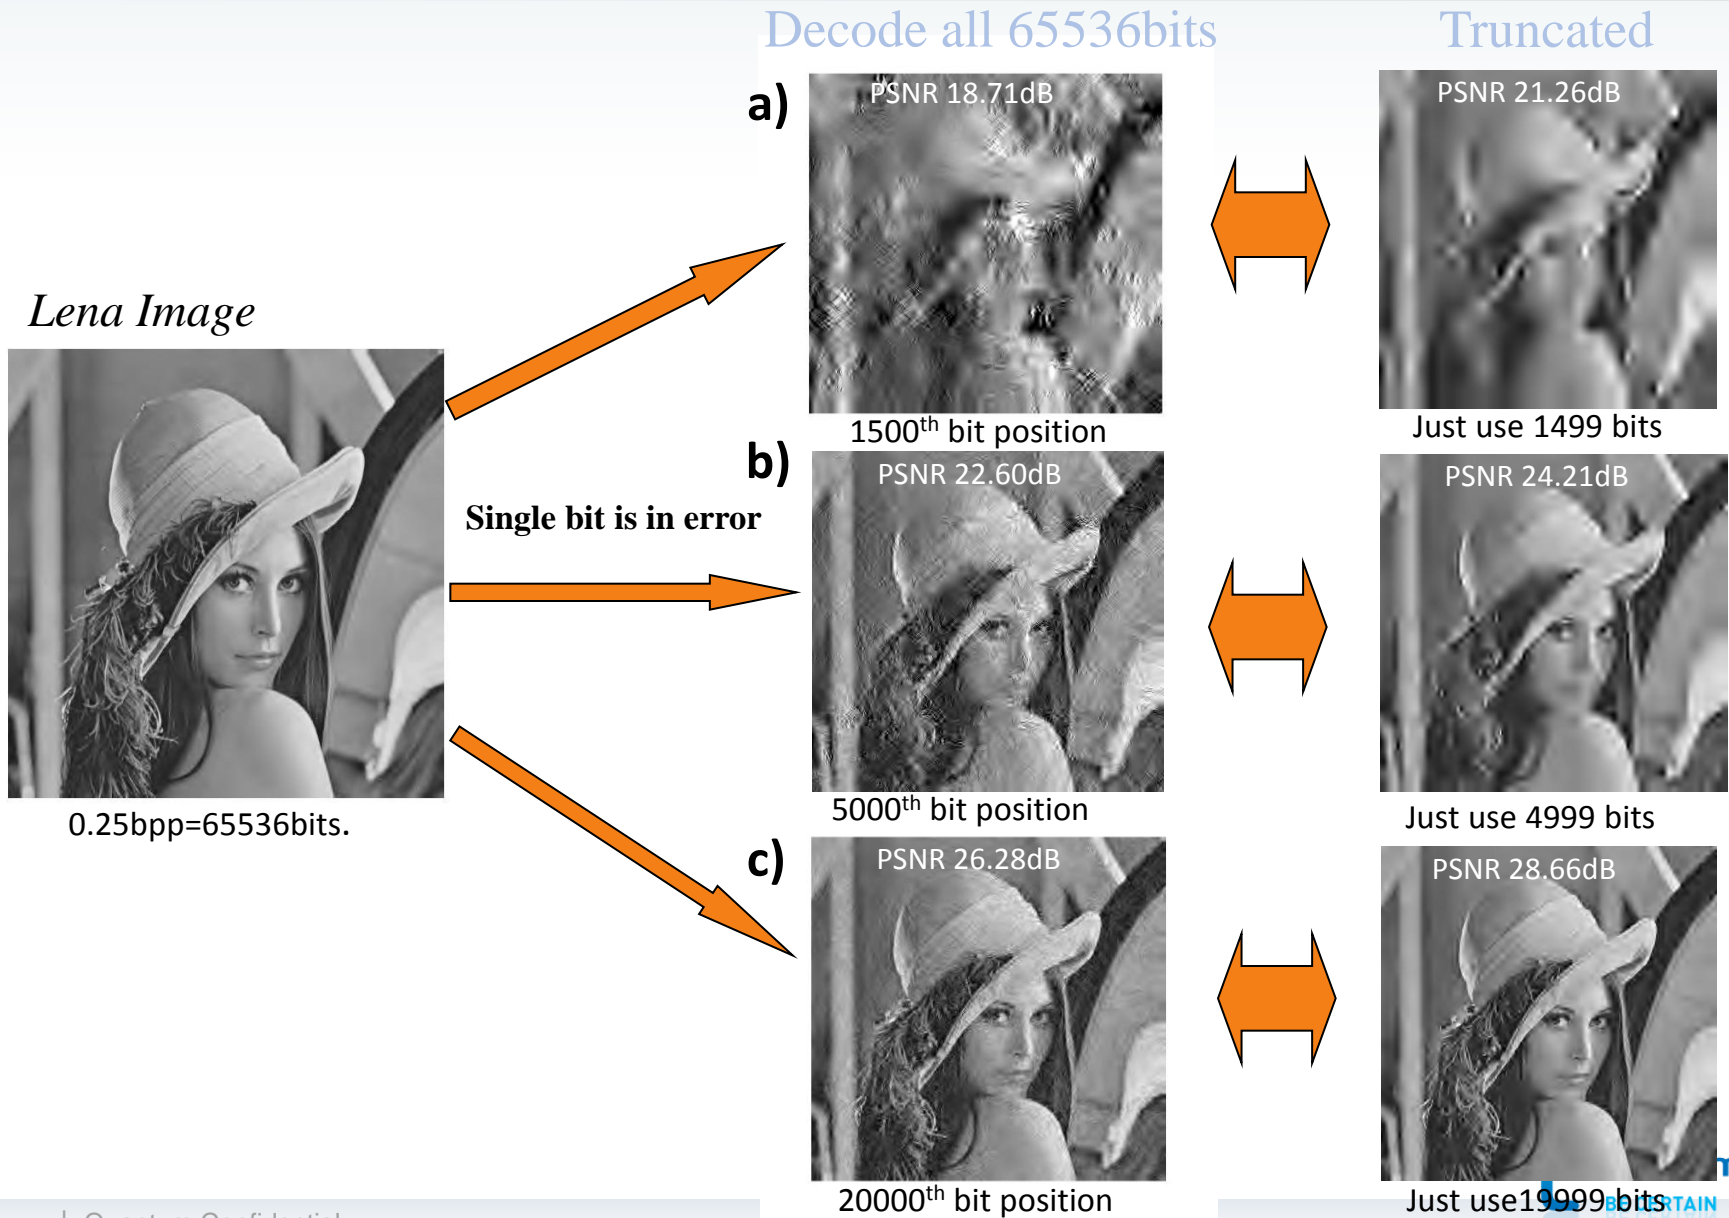 Decode all 65536bits
Truncated
a)
PSNR 18.71dB
PSNR 21.26dB
Lena Image
1500th bit position
Just use 1499 bits
b)
PSNR 22.60dB
PSNR 24.21dB
Single bit is in error
0.25bpp=65536bits.
5000th bit position
Just use 4999 bits
c)
PSNR 26.28dB
PSNR 28.66dB
20000th bit position
Just use19999 bits
BE CERTAIN